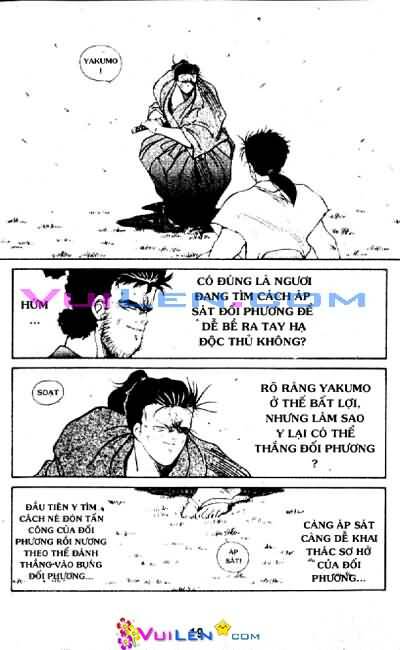 YAKUMO
!
VUILEN.COM
HỪM
...
CÓ ĐÚNG LÀ NGƯƠI
ĐANG TÌM CÁCH ÁP
SÁT ĐỐI PHƯƠNG ĐỂ
DỄ BỀ RA TAY HẠ
ĐỘC THỦ KHÔNG?
SOẠT
RÕ RÀNG YAKUMO
Ở THẾ BẤT LỢI,
NHƯNG LÀM SAO
Y LẠI CÓ THỂ
THẮNG ĐỐI PHƯƠNG
?
ĐẦU TIÊN Y TÌM
CÁCH NÉ ĐÒN TẤN
CÔNG CỦA ĐỐI
PHƯƠNG RỒI NƯƠNG
THEO THẾ ĐÁNH
THẲNG VÀO BỤNG
ĐỐI PHƯƠNG...
ÁP
SÁT!
CÀNG ÁP SÁT
CÀNG DỄ KHAI
THÁC SƠ HỞ
CỦA ĐỐI
PHƯƠNG...
VUILEN.COM